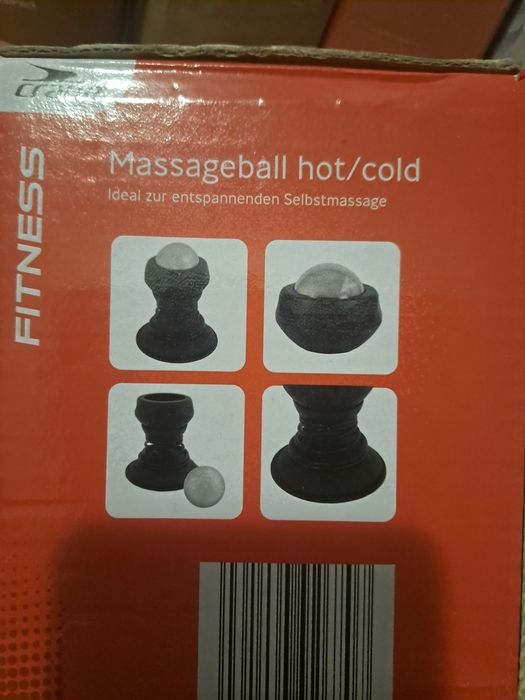 FITNESS
Massageball hot/cold
Ideal zur entspannenden Selbstmassage